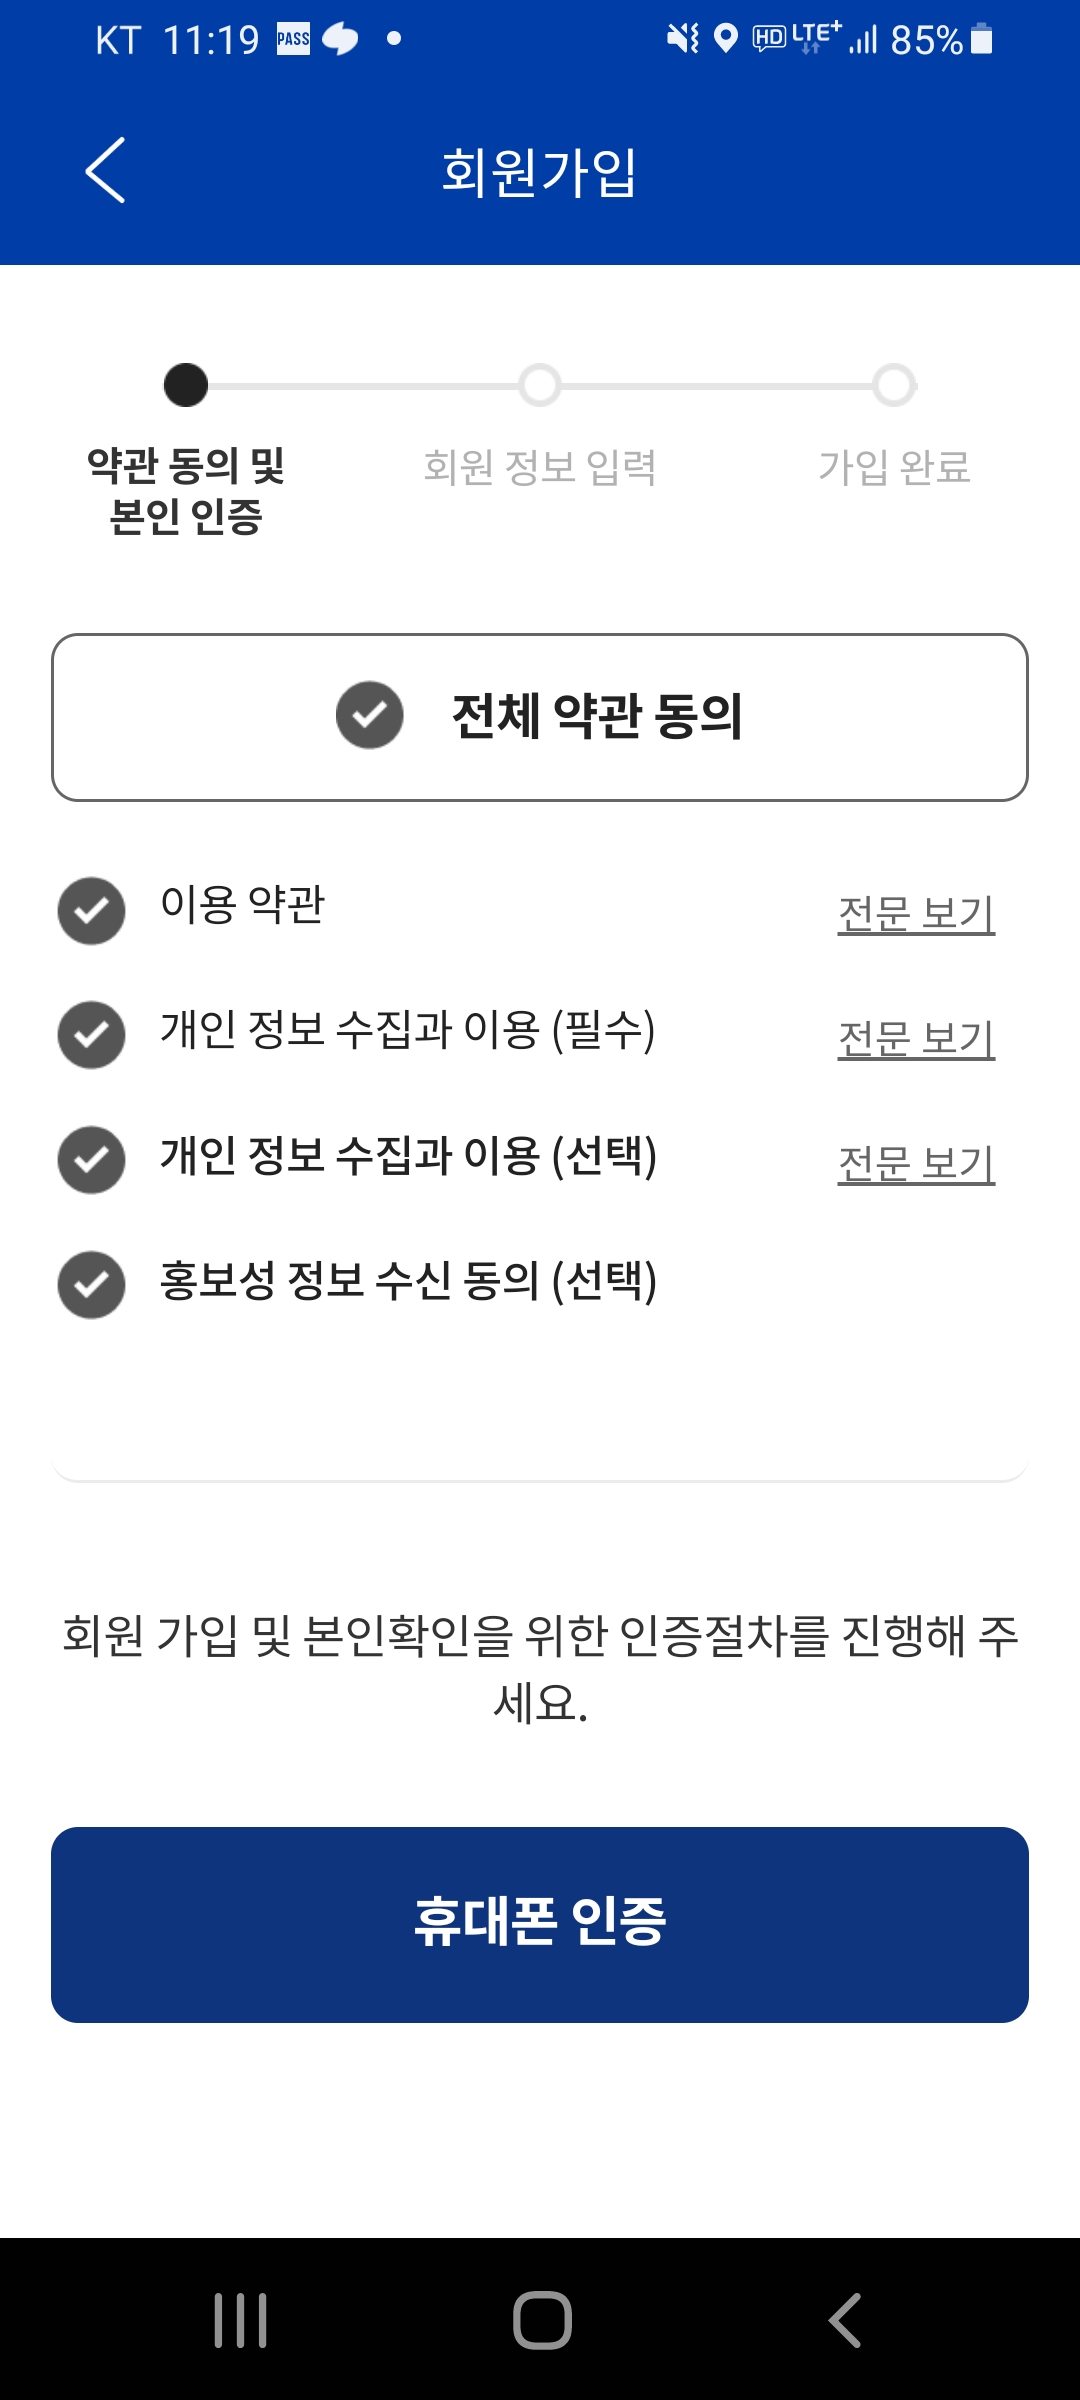 KT 11:19 PASS HD LTE+ 85%
회원가입
약관 동의 및
본인 인증
회원 정보 입력
가입 완료
전체 약관 동의
이용 약관 전문 보기
개인 정보 수집과 이용 (필수) 전문 보기
개인 정보 수집과 이용 (선택) 전문 보기
홍보성 정보 수신 동의 (선택)
회원 가입 및 본인확인을 위한 인증절차를 진행해 주
세요.
휴대폰 인증